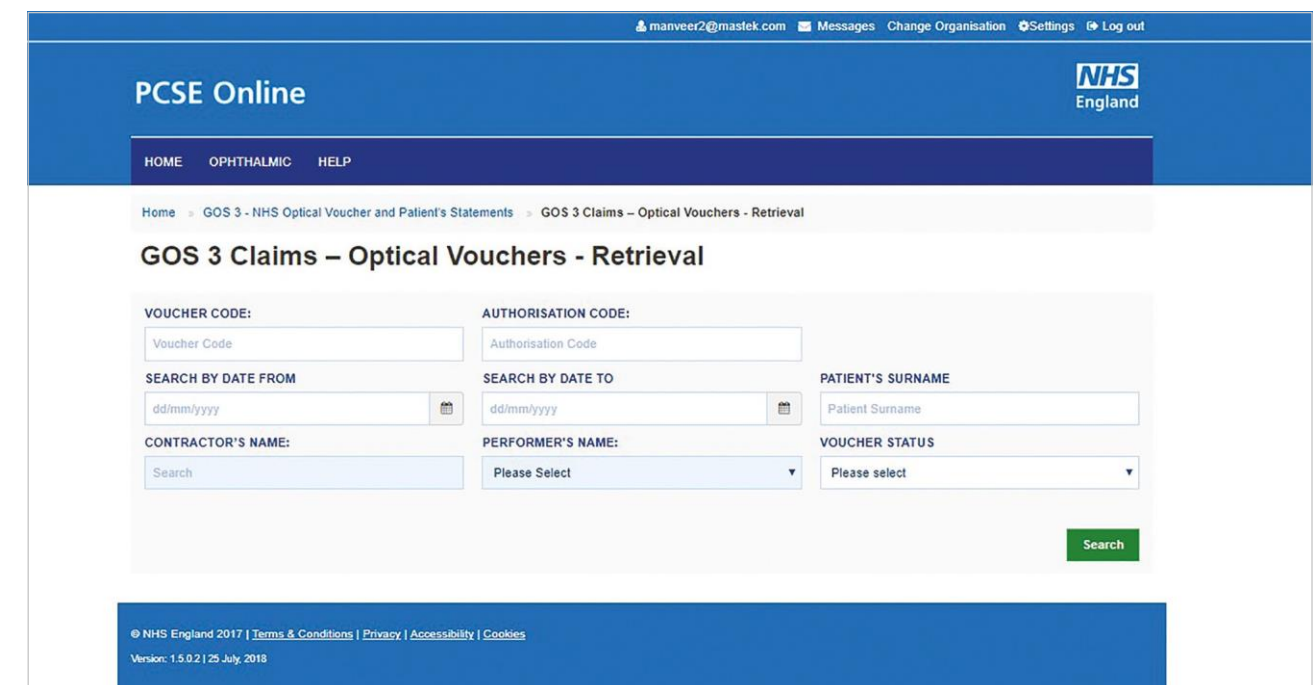 manveer2@mastek.com Messages Change Organisation Settings Log out
PCSE Online
NHS
England
HOME OPHTHALMIC HELP
Home » GOS 3 - NHS Optical Voucher and Patient's Statements » GOS 3 Claims – Optical Vouchers - Retrieval
GOS 3 Claims – Optical Vouchers - Retrieval
VOUCHER CODE: AUTHORISATION CODE:
Voucher Code Authorisation Code
SEARCH BY DATE FROM SEARCH BY DATE TO PATIENT'S SURNAME
dd/mm/yyyy dd/mm/yyyy Patient Surname
CONTRACTOR'S NAME: PERFORMER'S NAME: VOUCHER STATUS
Search Please Select Please select
Search
© NHS England 2017 | Terms & Conditions | Privacy | Accessibility | Cookies
Version: 1.5.0.2 | 25 July, 2018